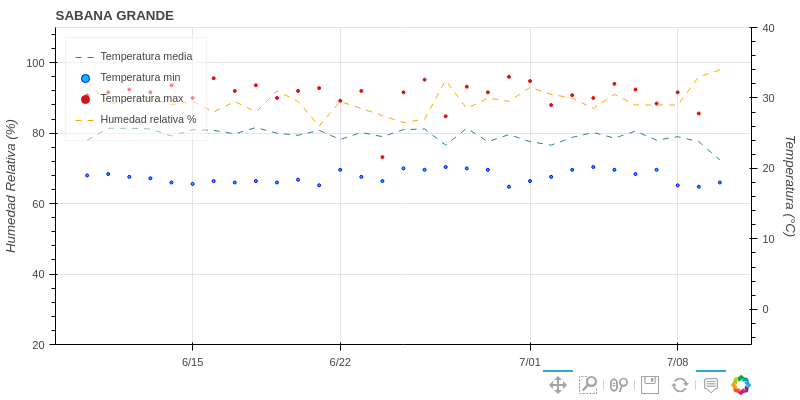 SABANA GRANDE
Temperatura media
Temperatura min
Temperatura max
Humedad relativa %
Humedad Relativa (%)
100
80
60
40
20
Temperatura (°C)
40
30
20
10
0
6/15
6/22
7/01
7/08